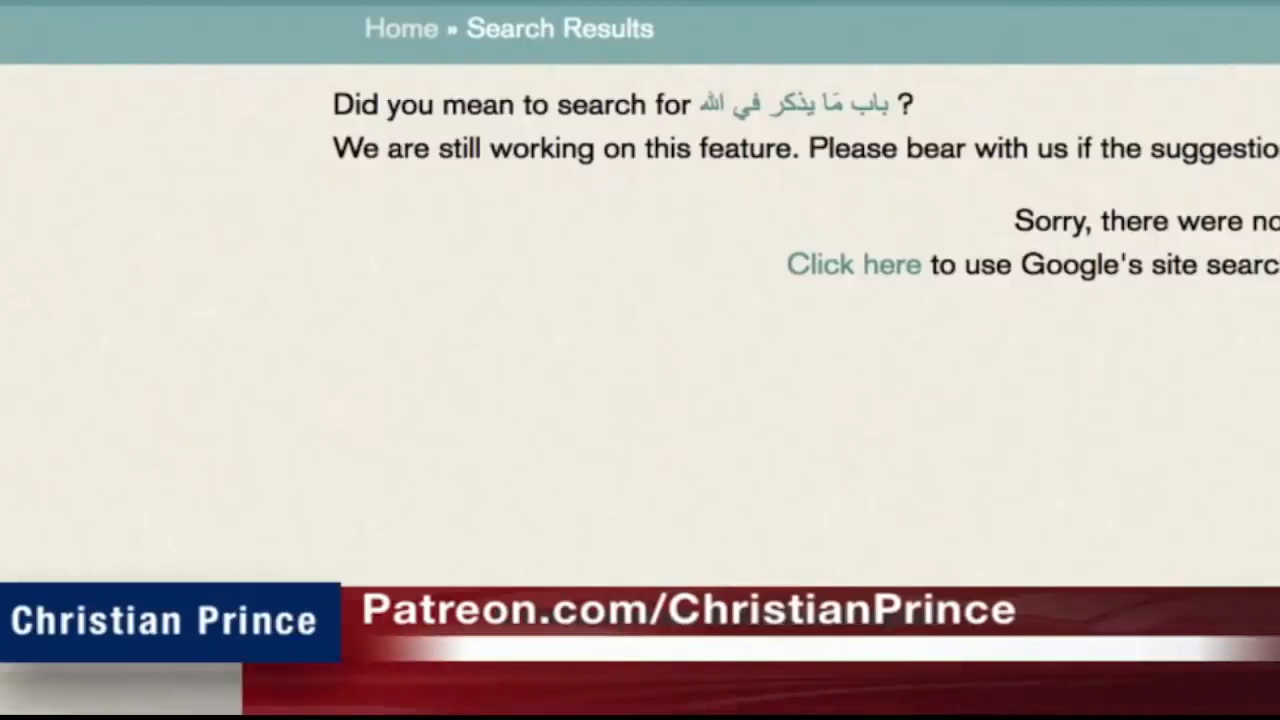 Home » Search Results
Did you mean to search for باب مَا يذكر في الله ?
We are still working on this feature. Please bear with us if the suggestio
Sorry, there were no
Click here to use Google's site searc
Christian Prince
Patreon.com/ChristianPrince